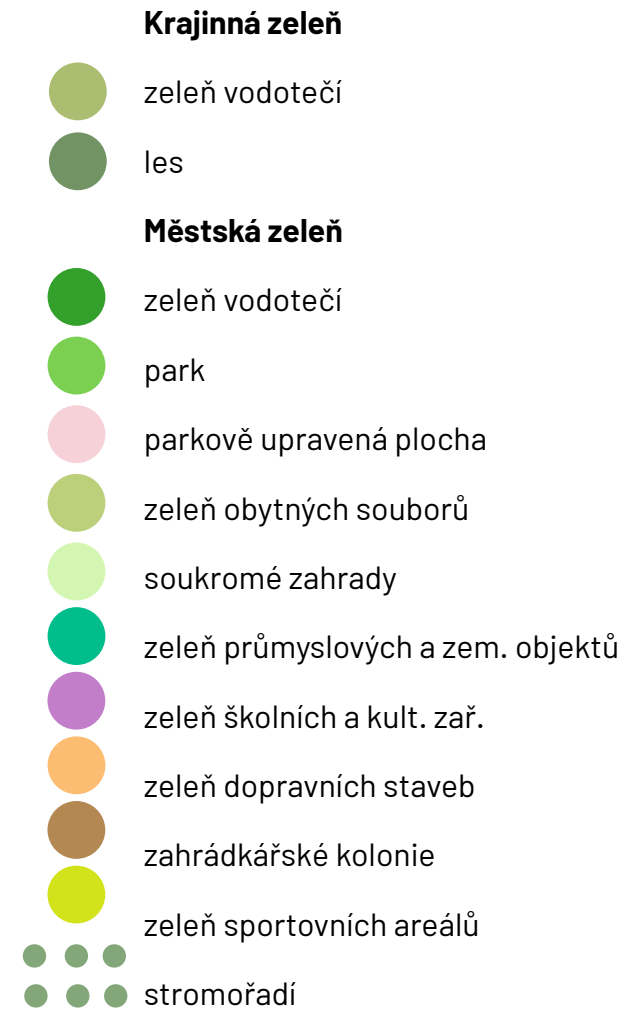 Krajinná zeleň
zeleň vodotečí
les
Městská zeleň
zeleň vodotečí
park
parkově upravená plocha
zeleň obytných souborů
soukromé zahrady
zeleň průmyslových a zem. objektů
zeleň školních a kult. zař.
zeleň dopravních staveb
zahrádkářské kolonie
zeleň sportovních areálů
stromořadí